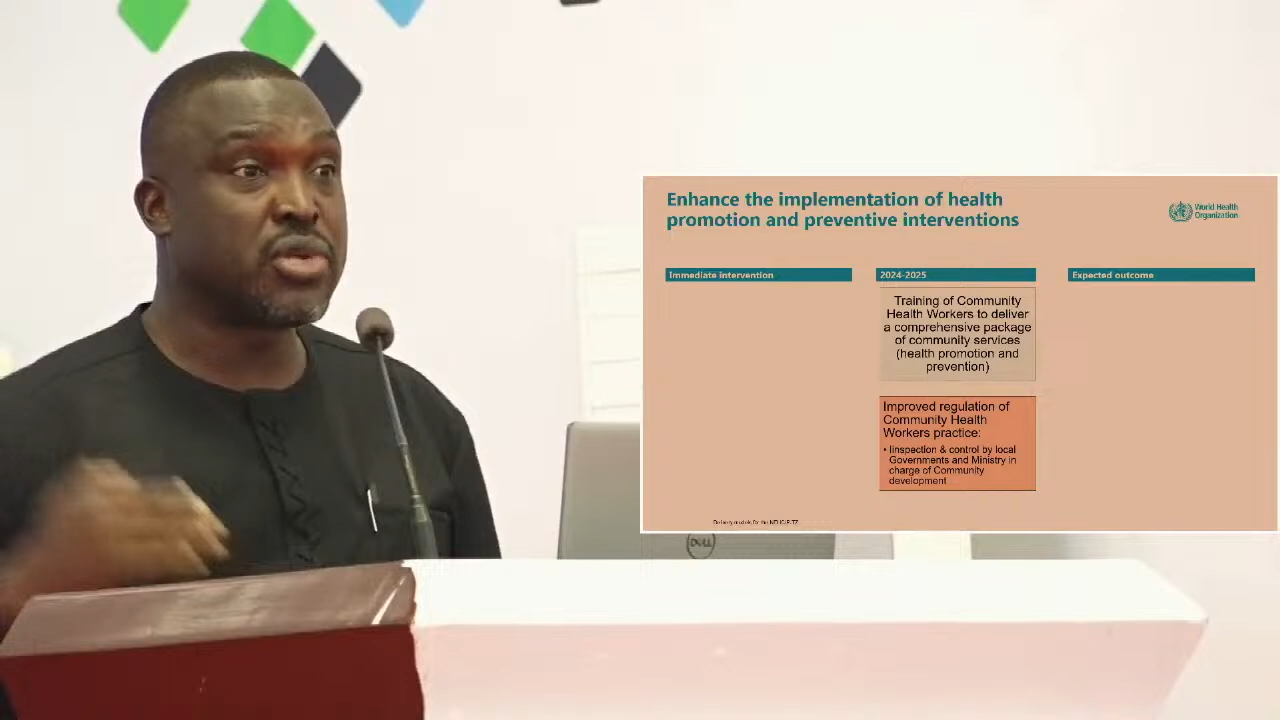 Enhance the implementation of health
promotion and preventive interventions
World Health
Organization
Immediate intervention
2024-2025
Expected outcome
Training of Community
Health Workers to deliver
a comprehensive package
of community services
(health promotion and
prevention)
Improved regulation of
Community Health
Workers practice:
• Iinspection & control by local
Governments and Ministry in
charge of Community
development
DELL